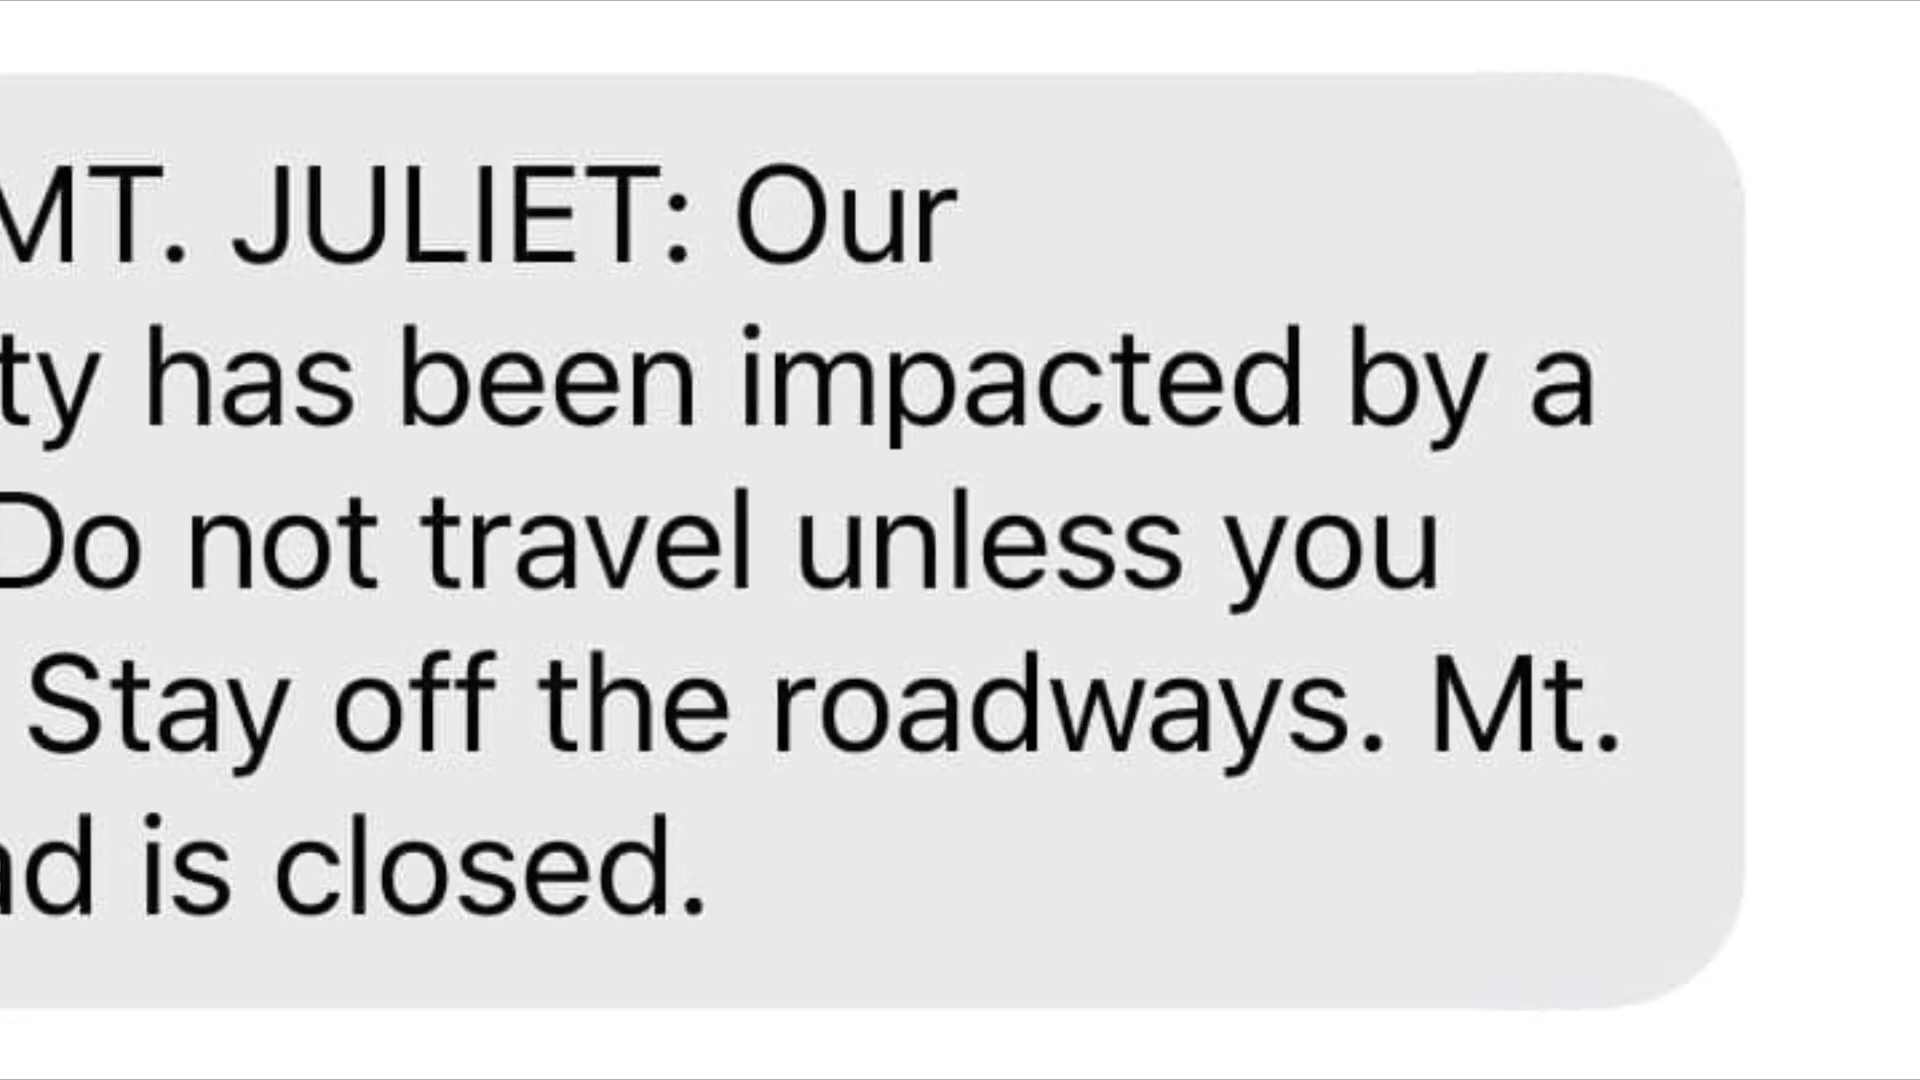 MT. JULIET: Our
ty has been impacted by a
Do not travel unless you
Stay off the roadways. Mt.
ad is closed.